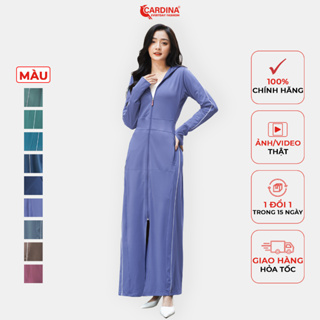 CARDINA
EVERYDAY FASHION
MÀU
100%
CHÍNH HÃNG
ẢNH/VIDEO
THẬT
1 ĐỔI 1
TRONG 15 NGÀY
GIAO HÀNG
HỎA TỐC